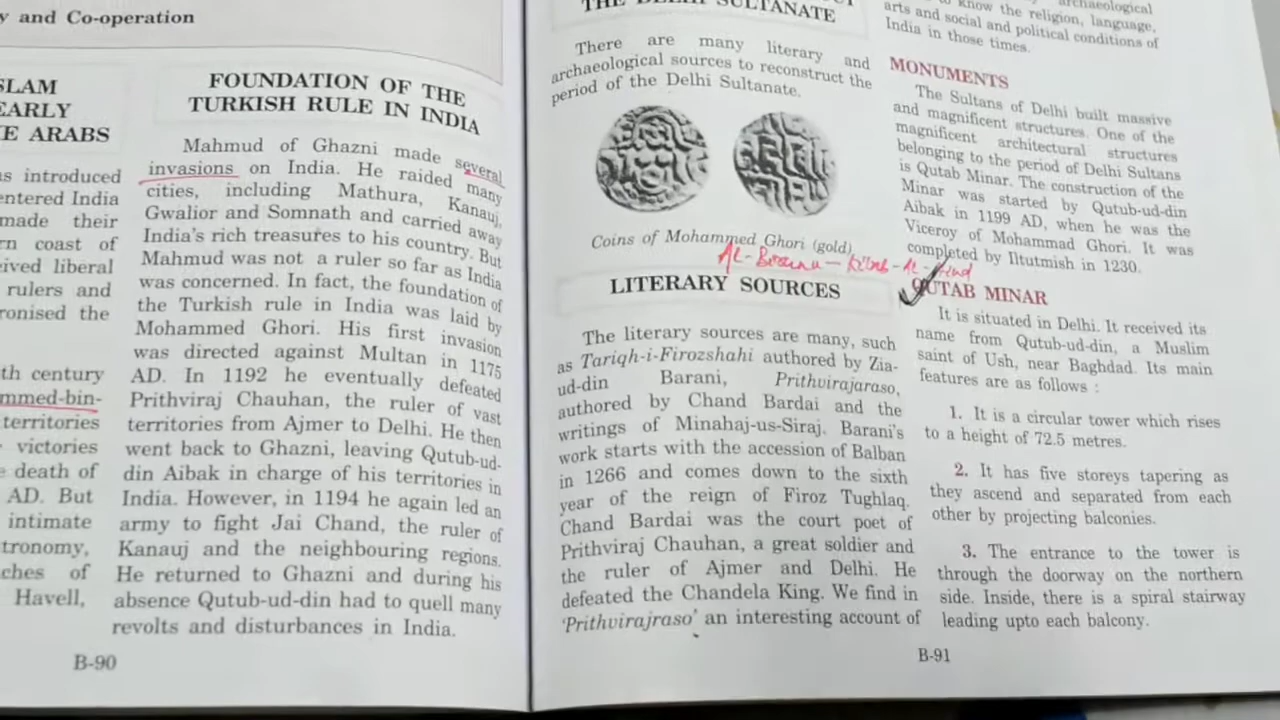 y and Co-operation
SLAM
EARLY
E ARABS
as introduced
entered India
made their
rn coast of
ived liberal
rulers and
ronised the
th century
mmed-bin-
territories
victories
e death of
AD. But
intimate
tronomy,
ches of
Havell,
FOUNDATION OF THE
TURKISH RULE IN INDIA
Mahmud of Ghazni made several
invasions on India. He raided many
cities, including Mathura, Kanauj,
Gwalior and Somnath and carried away
India's rich treasures to his country. But
Mahmud was not a ruler so far as India
was concerned. In fact, the foundation of
the Turkish rule in India was laid by
Mohammed Ghori. His first invasion
was directed against Multan in 1175
AD. In 1192 he eventually defeated
Prithviraj Chauhan, the ruler of vast
territories from Ajmer to Delhi. He then
went back to Ghazni, leaving Qutub-ud-
din Aibak in charge of his territories in
India. However, in 1194 he again led an
army to fight Jai Chand, the ruler of
Kanauj and the neighbouring regions.
He returned to Ghazni and during his
absence Qutub-ud-din had to quell many
revolts and disturbances in India.
B-90
THE DELHI SULTANATE
There are many literary and
archaeological sources to reconstruct the
period of the Delhi Sultanate.
Coins of Mohammed Ghori (gold)
LITERARY SOURCES
The literary sources are many, such
as Tariqh-i-Firozshahi authored by Zia-
ud-din Barani, Prithvirajaraso,
authored by Chand Bardai and the
writings of Minahaj-us-Siraj. Barani's
work starts with the accession of Balban
in 1266 and comes down to the sixth
year of the reign of Firoz Tughlaq.
Chand Bardai was the court poet of
Prithviraj Chauhan, a great soldier and
the ruler of Ajmer and Delhi. He
defeated the Chandela King. We find in
'Prithvirajraso' an interesting account of
archaeological
to know the religion, language,
arts and social and political conditions of
India in those times.
MONUMENTS
The Sultans of Delhi built massive
and magnificent structures. One of the
magnificent architectural structures
belonging to the period of Delhi Sultans
is Qutab Minar. The construction of the
Minar was started by Qutub-ud-din
Aibak in 1199 AD, when he was the
Viceroy of Mohammad Ghori. It was
completed by Iltutmish in 1230.
QUTAB MINAR
It is situated in Delhi. It received its
name from Qutub-ud-din, a Muslim
saint of Ush, near Baghdad. Its main
features are as follows :
1. It is a circular tower which rises
to a height of 72.5 metres.
2. It has five storeys tapering as
they ascend and separated from each
other by projecting balconies.
3. The entrance to the tower is
through the doorway on the northern
side. Inside, there is a spiral stairway
leading upto each balcony.
B-91